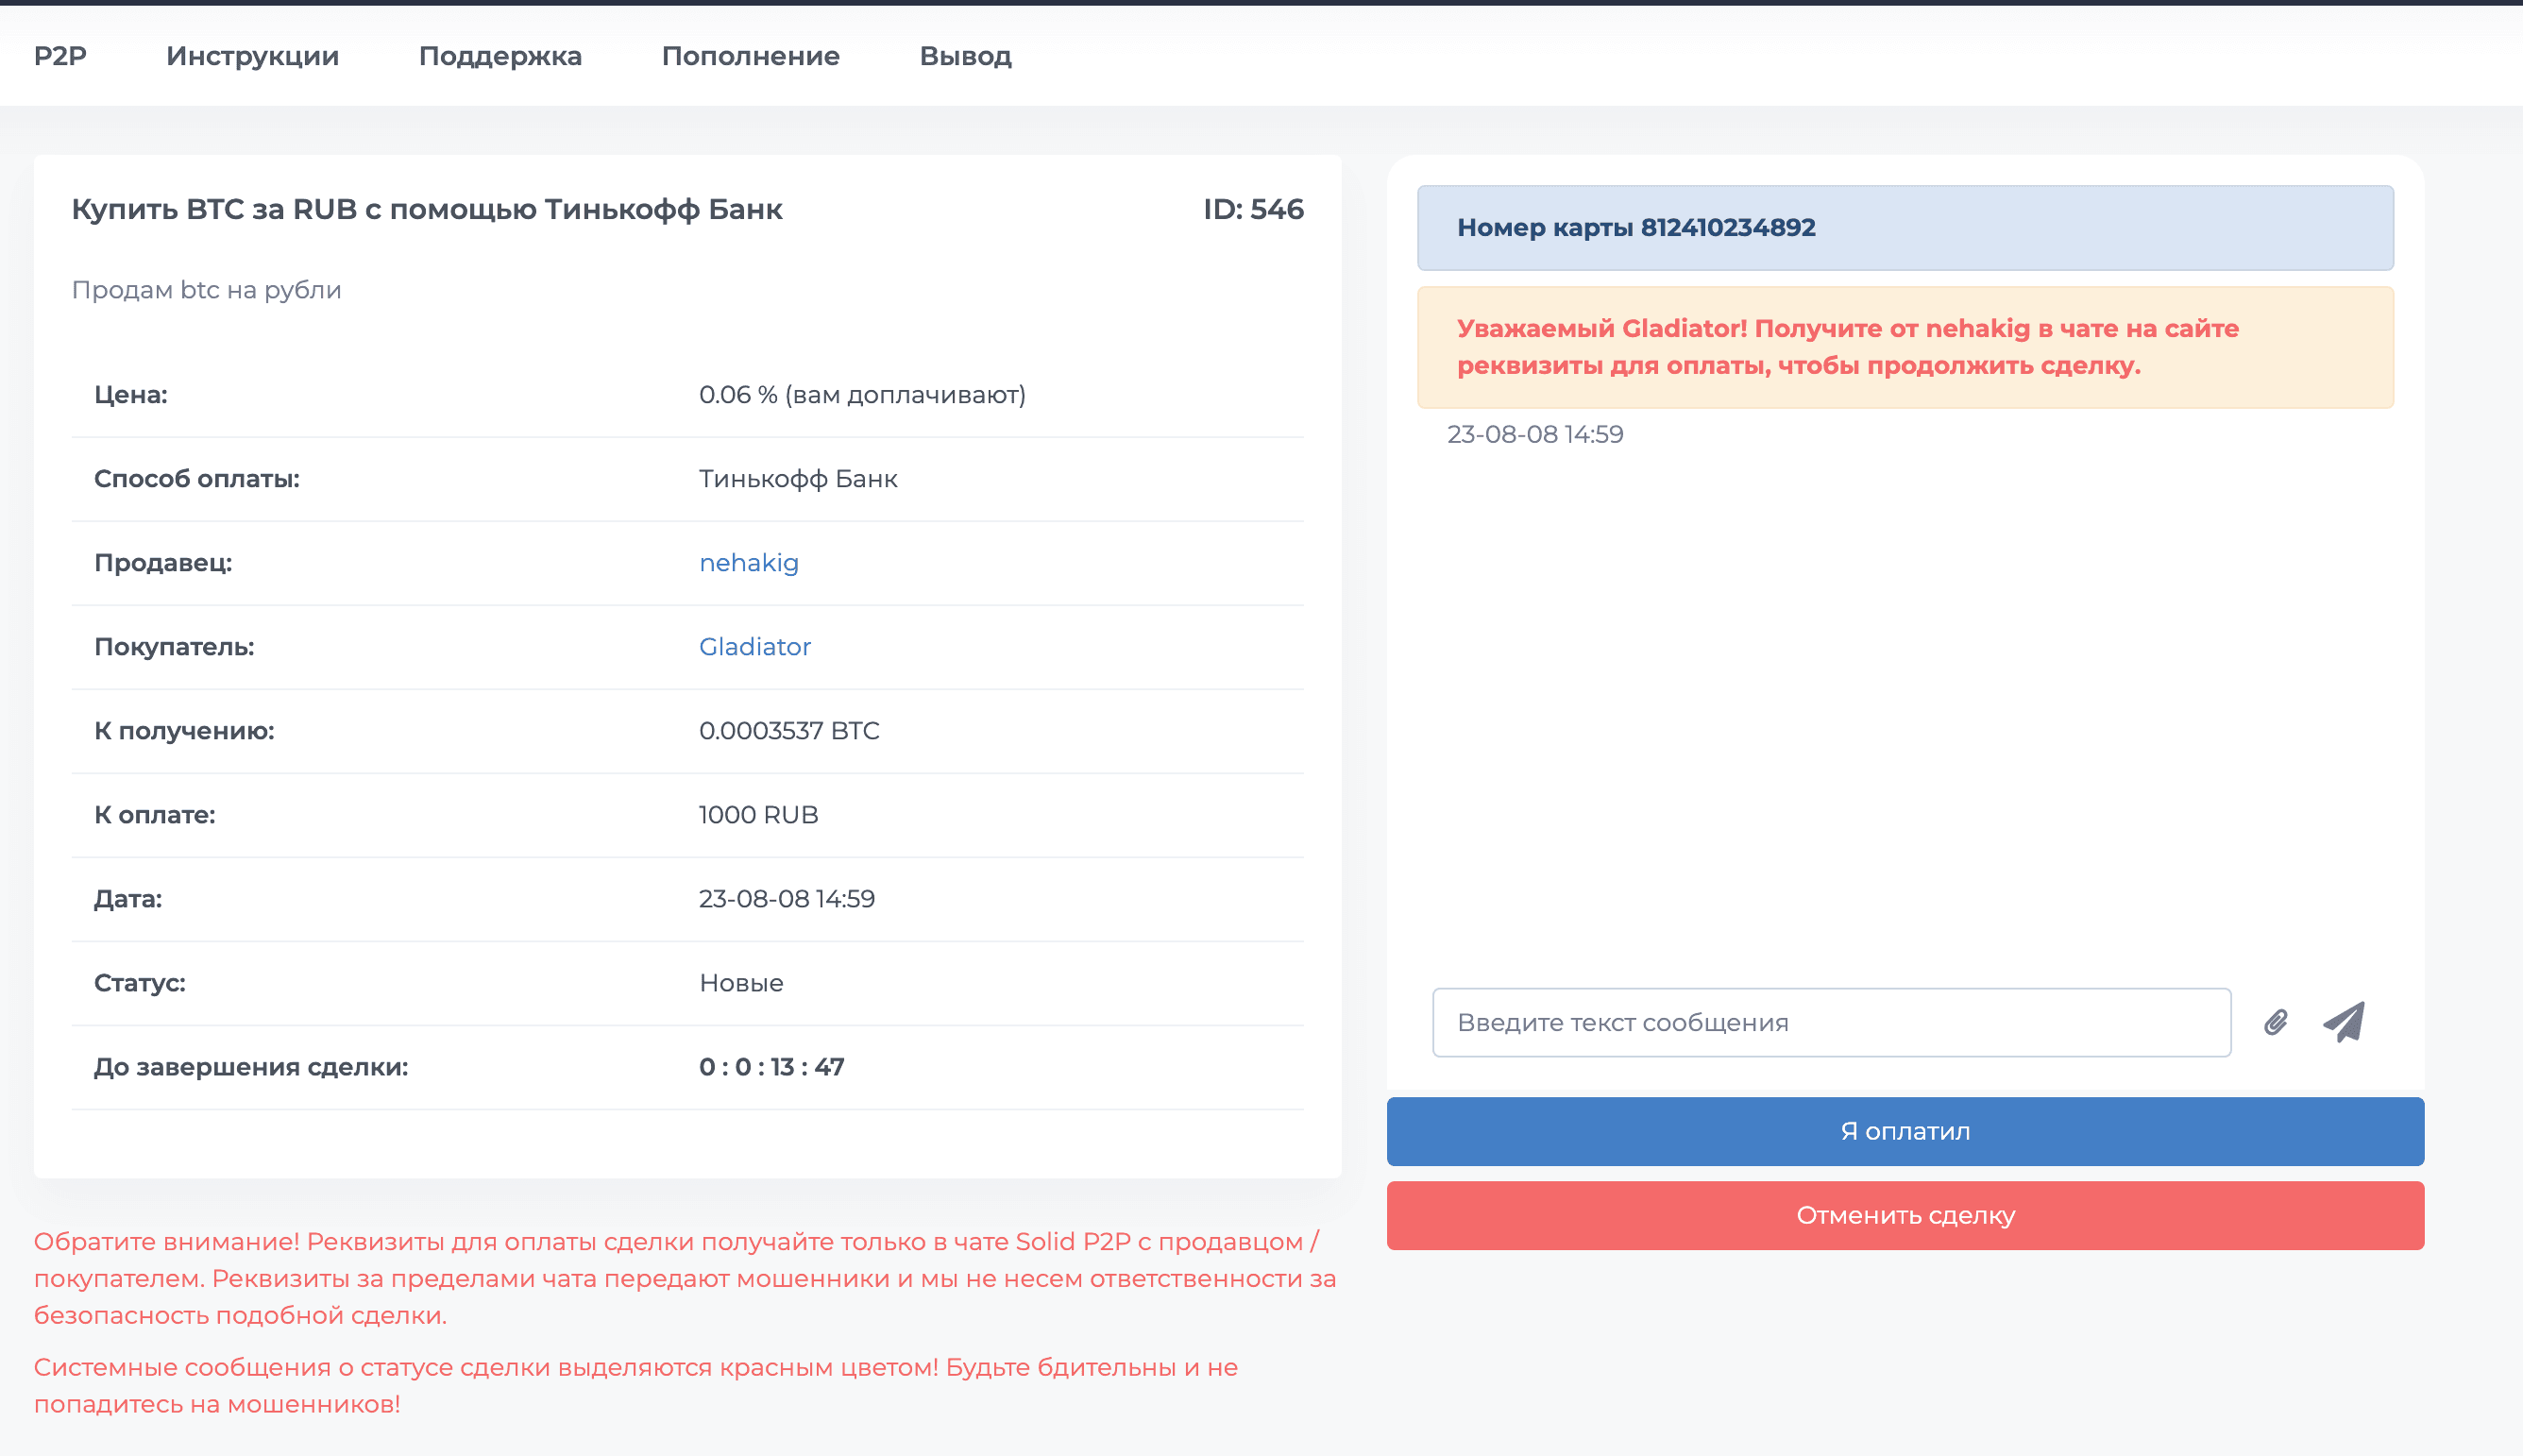 P2P Инструкции Поддержка Пополнение Вывод
Купить BTC за RUB с помощью Тинькофф Банк ID: 546
Продам btc на рубли
Цена: 0.06 % (вам доплачивают)
Способ оплаты: Тинькофф Банк
Продавец: nehakig
Покупатель: Gladiator
К получению: 0.0003537 BTC
К оплате: 1000 RUB
Дата: 23-08-08 14:59
Статус: Новые
До завершения сделки: 0 : 0 : 13 : 47
Обратите внимание! Реквизиты для оплаты сделки получайте только в чате Solid P2P с продавцом /
покупателем. Реквизиты за пределами чата передают мошенники и мы не несем ответственности за
безопасность подобной сделки.
Системные сообщения о статусе сделки выделяются красным цветом! Будьте бдительны и не
попадитесь на мошенников!
Номер карты 812410234892
Уважаемый Gladiator! Получите от nehakig в чате на сайте
реквизиты для оплаты, чтобы продолжить сделку.
23-08-08 14:59
Введите текст сообщения
Я оплатил
Отменить сделку